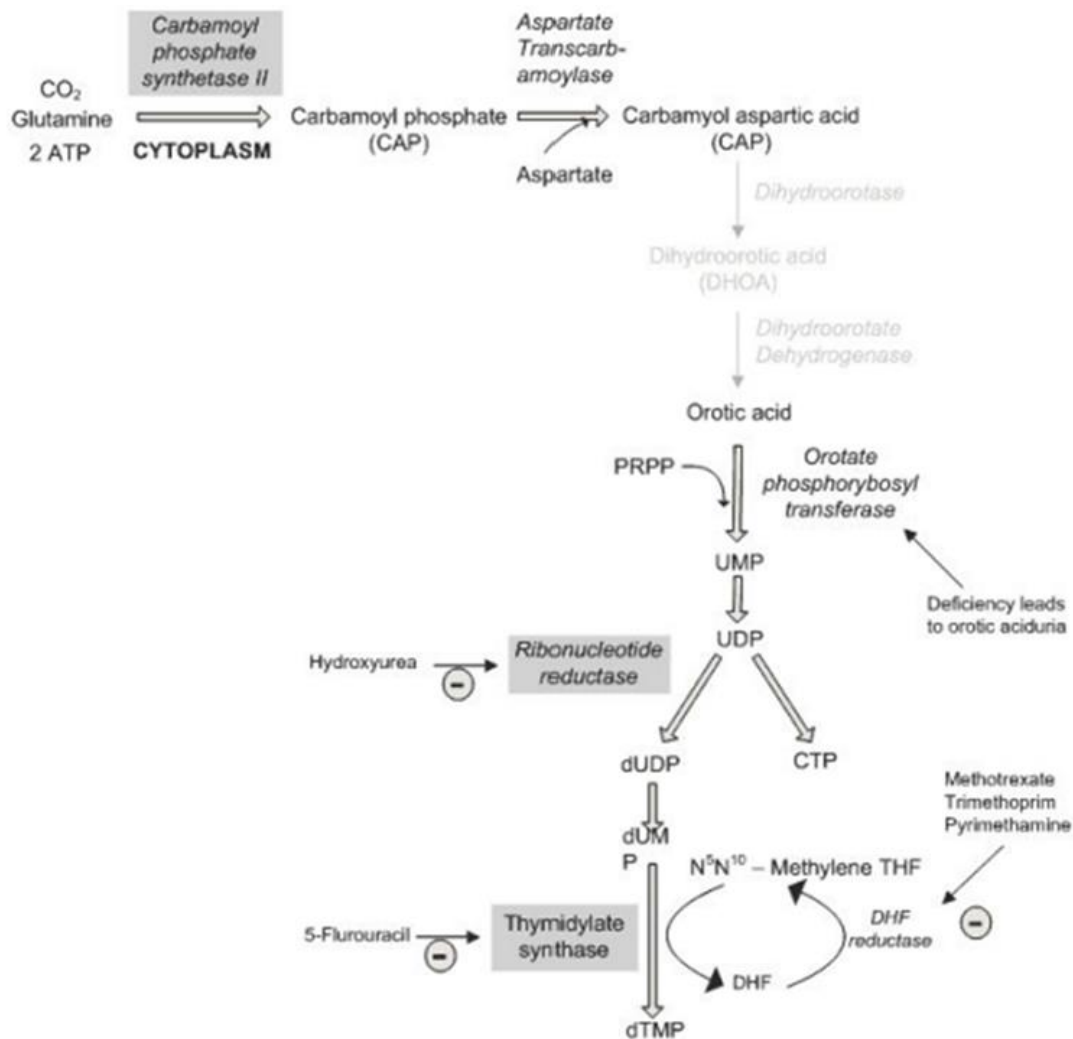 Carbamoyl
phosphate
synthetase II
Aspartate
Transcarb-
amoylase
CO₂
Glutamine
2 ATP
CYTOPLASM
Carbamoyl phosphate
(CAP)
Aspartate
Carbamyol aspartic acid
(CAP)
Dihydroorotase
Dihydroorotic acid
(DHOA)
Dihydroorotate
Dehydrogenase
Orotic acid
PRPP
Orotate
phosphorybosyl
transferase
UMP
Deficiency leads
to orotic aciduria
UDP
Hydroxyurea
−
Ribonucleotide
reductase
dUDP
CTP
Methotrexate
Trimethoprim
Pyrimethamine
−
dUM
P
N⁵N¹⁰ – Methylene THF
DHF
reductase
5-Flurouracil
−
Thymidylate
synthase
DHF
dTMP